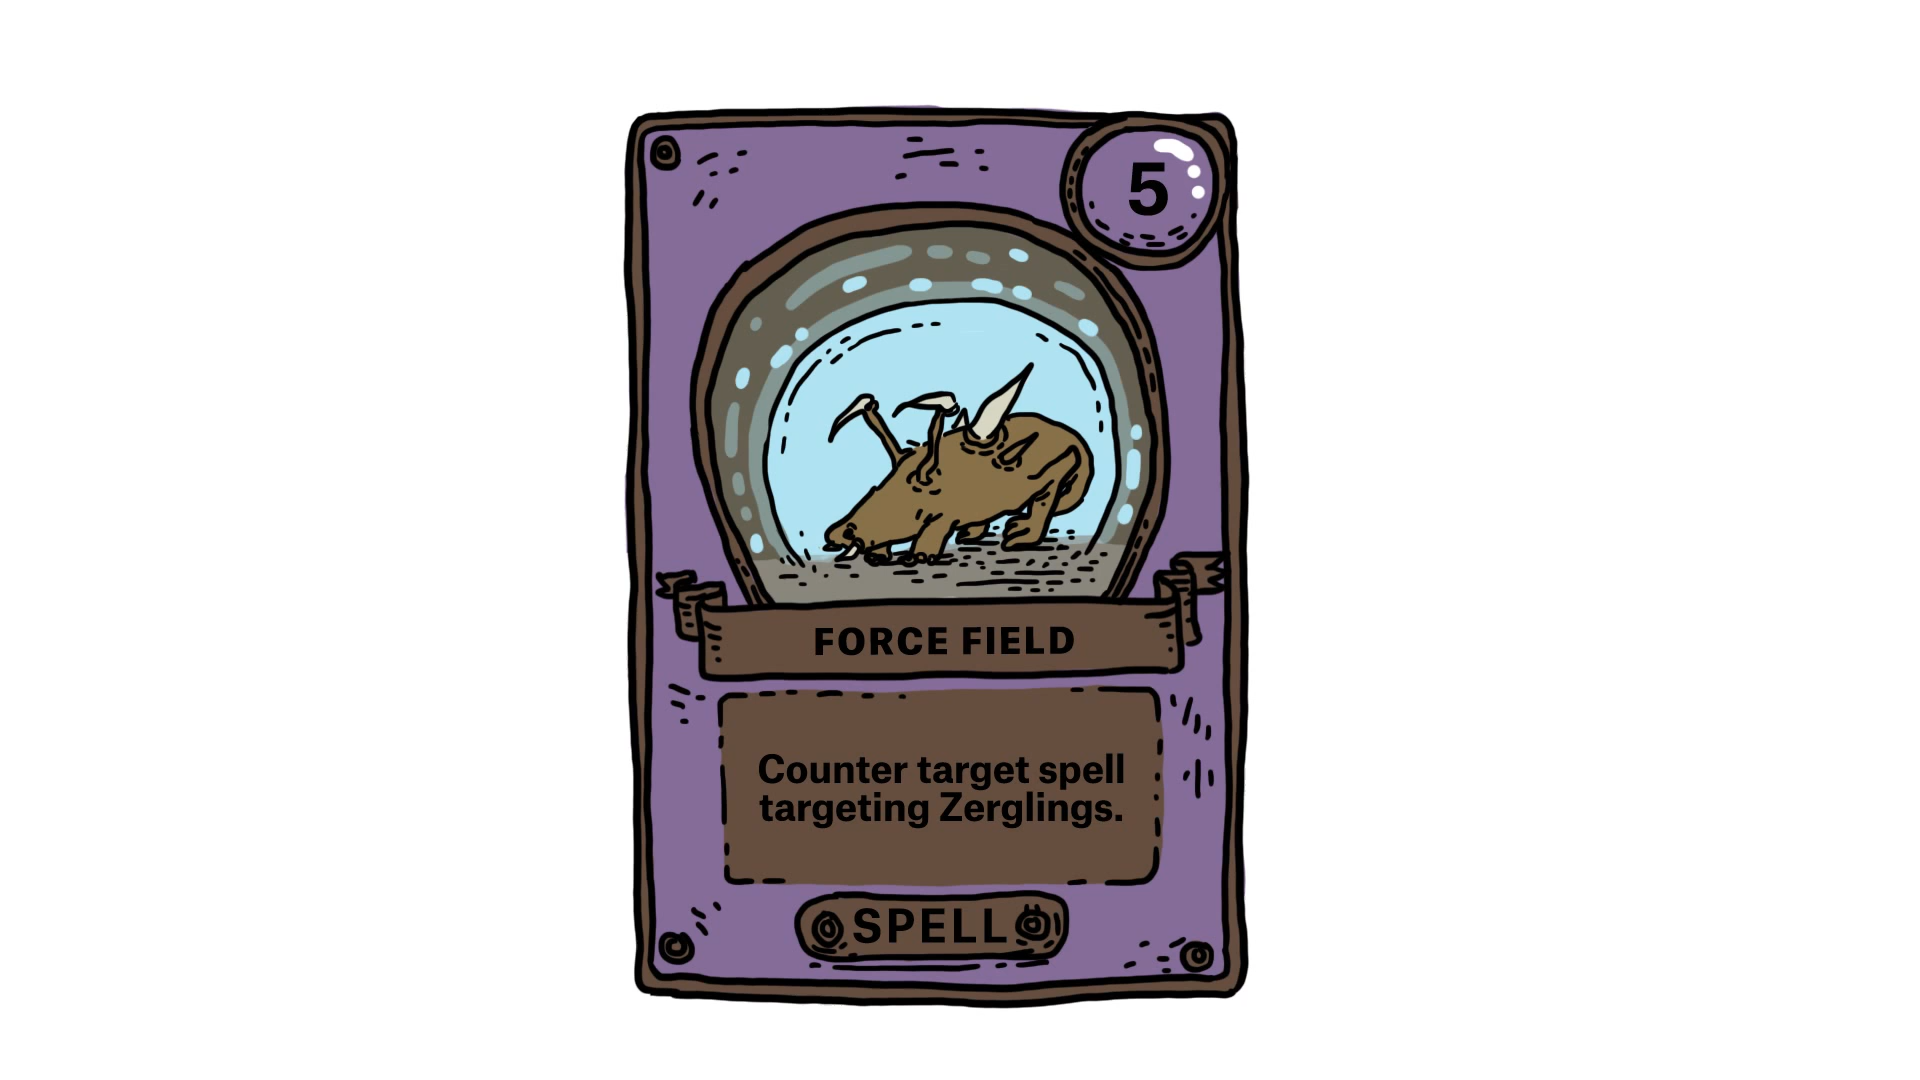 5
FORCE FIELD
Counter target spell
targeting Zerglings.
SPELL